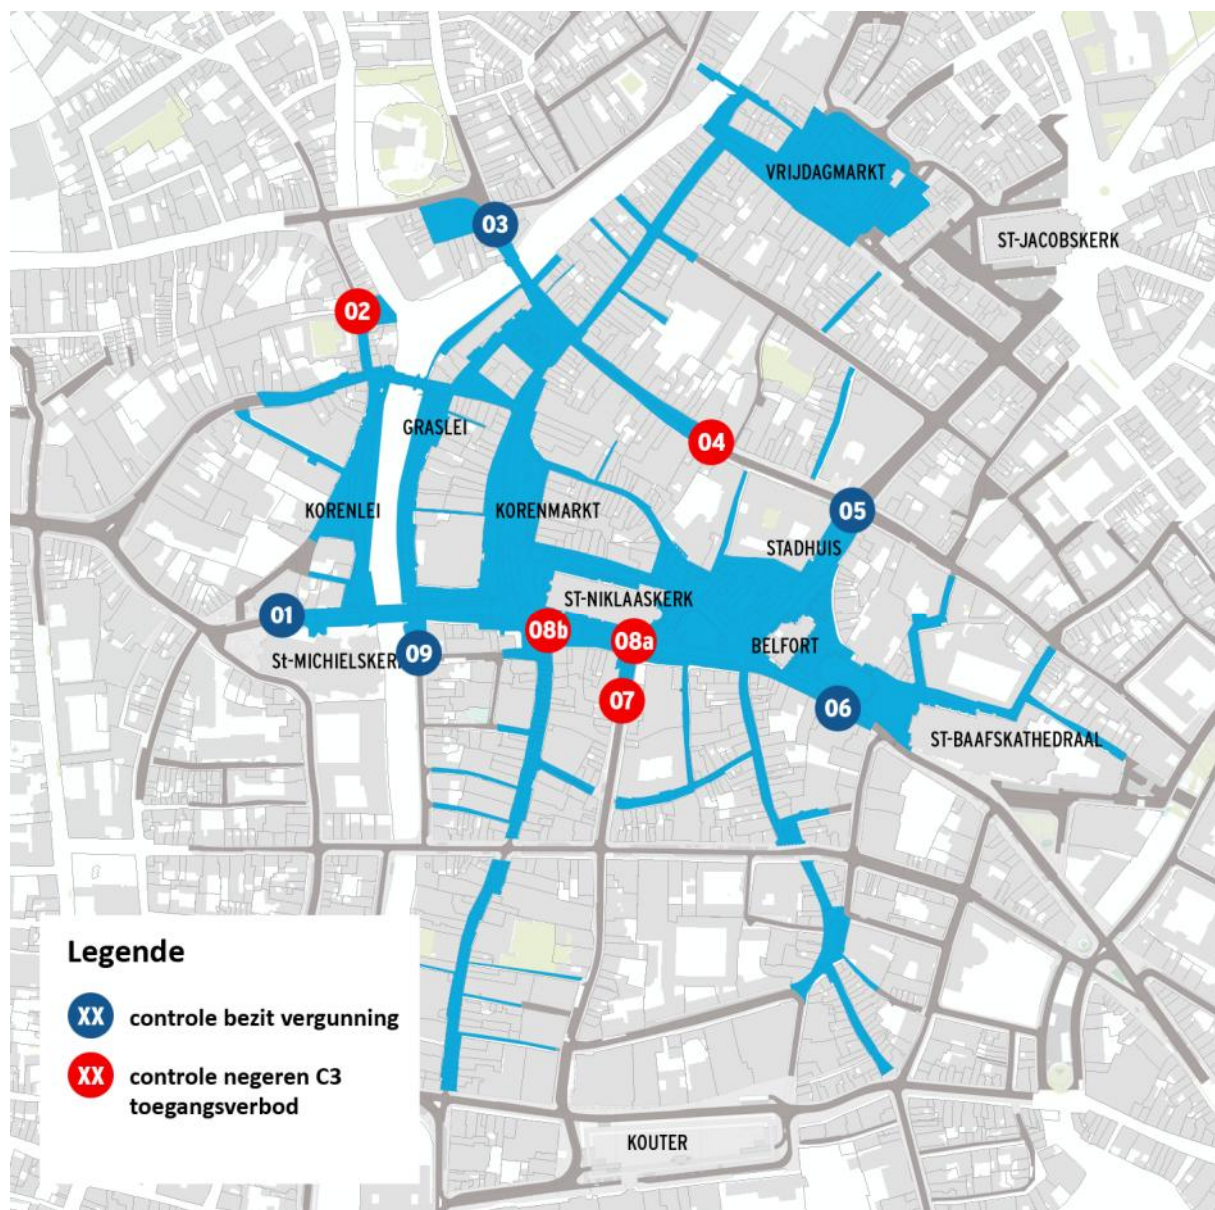 VRIJDAGMARKT
03
ST-JACOBSKERK
02
GRASLEI
04
KORENLEI
KORENMARKT
05
STADHUIS
ST-NIKLAASKERK
01
08b
08a
BELFORT
St-MICHIELSKER
09
07
06
ST-BAAFSKATHEDRAAL
Legende
XX controle bezit vergunning
XX controle negeren C3
toegangsverbod
KOUTER